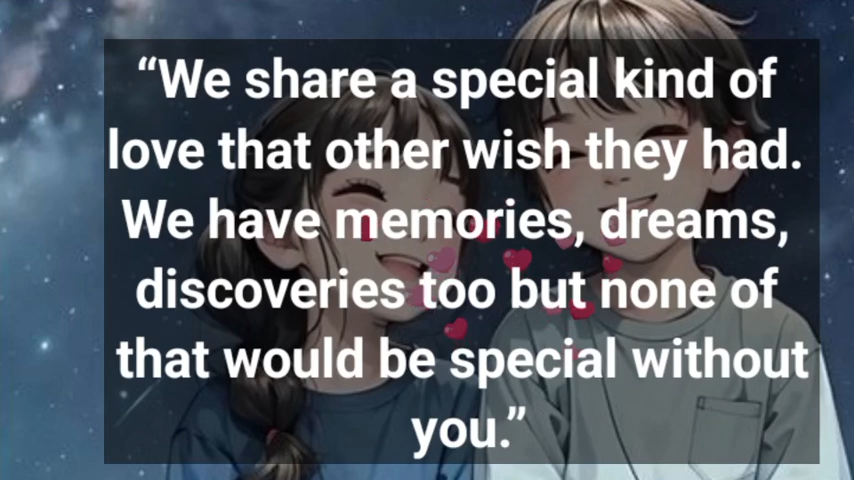 “We share a special kind of
love that other wish they had.
We have memories, dreams,
discoveries too but none of
that would be special without
you.”